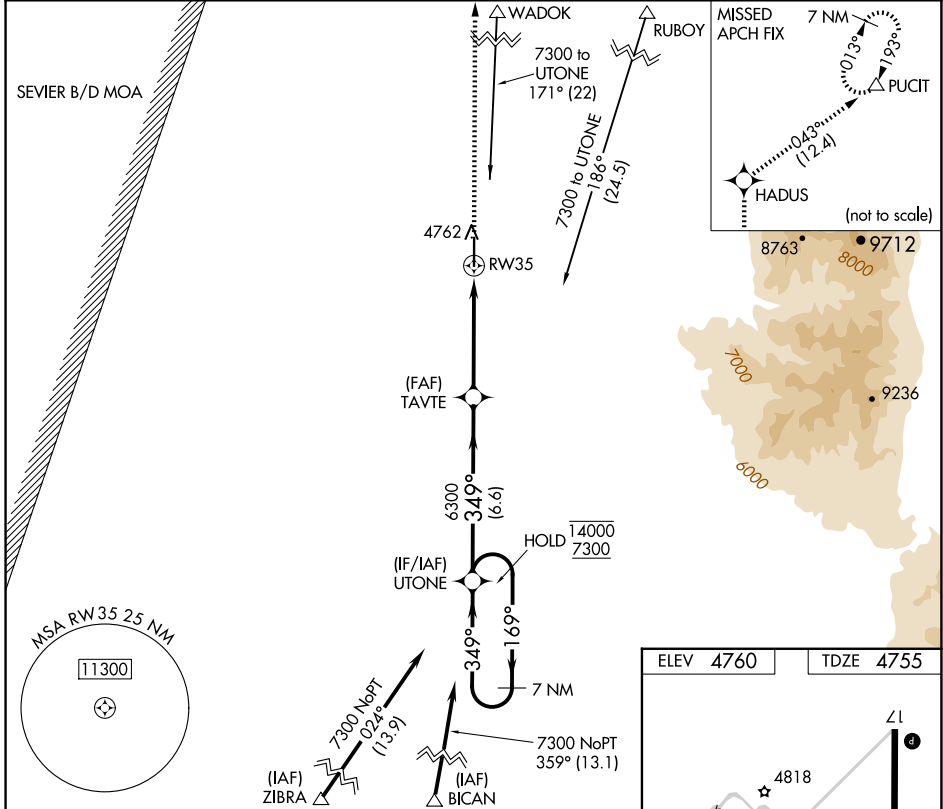 WADOK
RUBOY
7300 to
UTONE
171° (22)
7300 to UTONE
186°
(24.5)
MISSED
APCH FIX
7 NM
013°
193°
PUCIT
043°
(12.4)
HADUS
(not to scale)
SEVIER B/D MOA
4762
RW35
8763
9712
8000
7000
9236
6000
(FAF)
TAVTE
6300
349°
(6.6)
HOLD
14000
7300
(IF/IAF)
UTONE
349°
169°
7 NM
MSA RW35 25 NM
11300
7300 NoPT
024°
(13.9)
(IAF)
ZIBRA
7300 NoPT
359° (13.1)
(IAF)
BICAN
ELEV 4760
TDZE 4755
17
P
4818